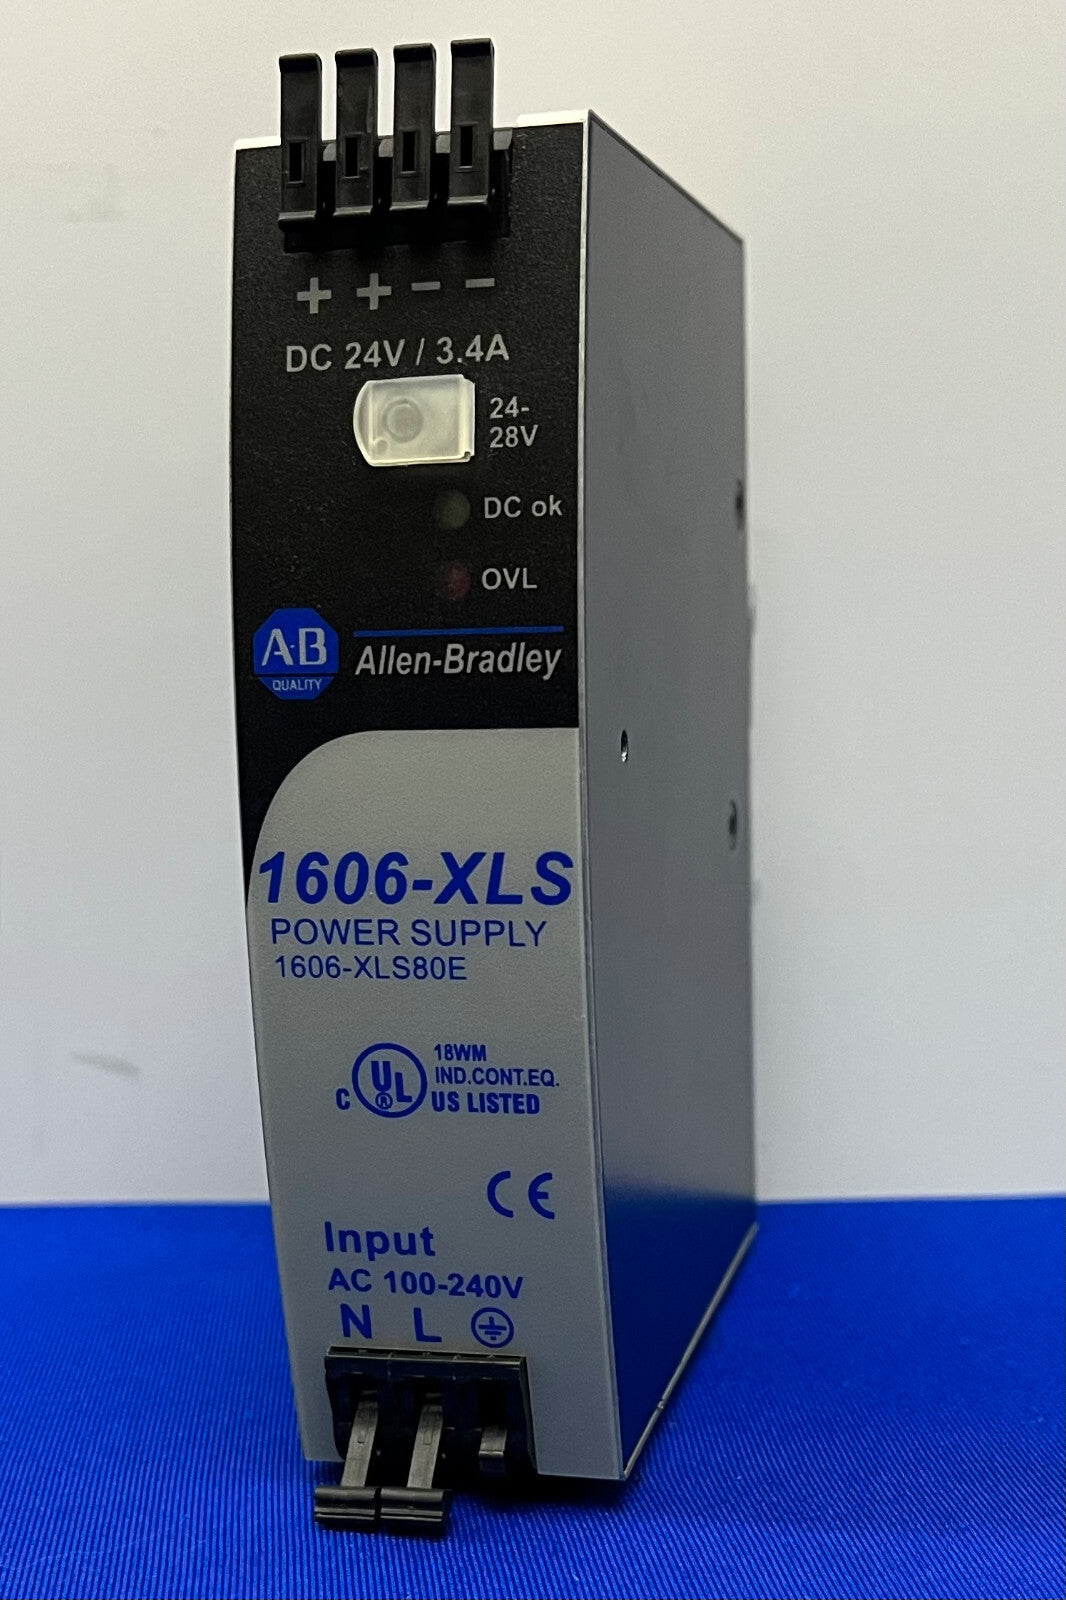 + + − −
DC 24V / 3.4A
24-
28V
DC ok
OVL
A·B
QUALITY
Allen-Bradley
1606-XLS
POWER SUPPLY
1606-XLS80E
18WM
IND.CONT.EQ.
C UL ® US LISTED
CE
Input
AC 100-240V
N L